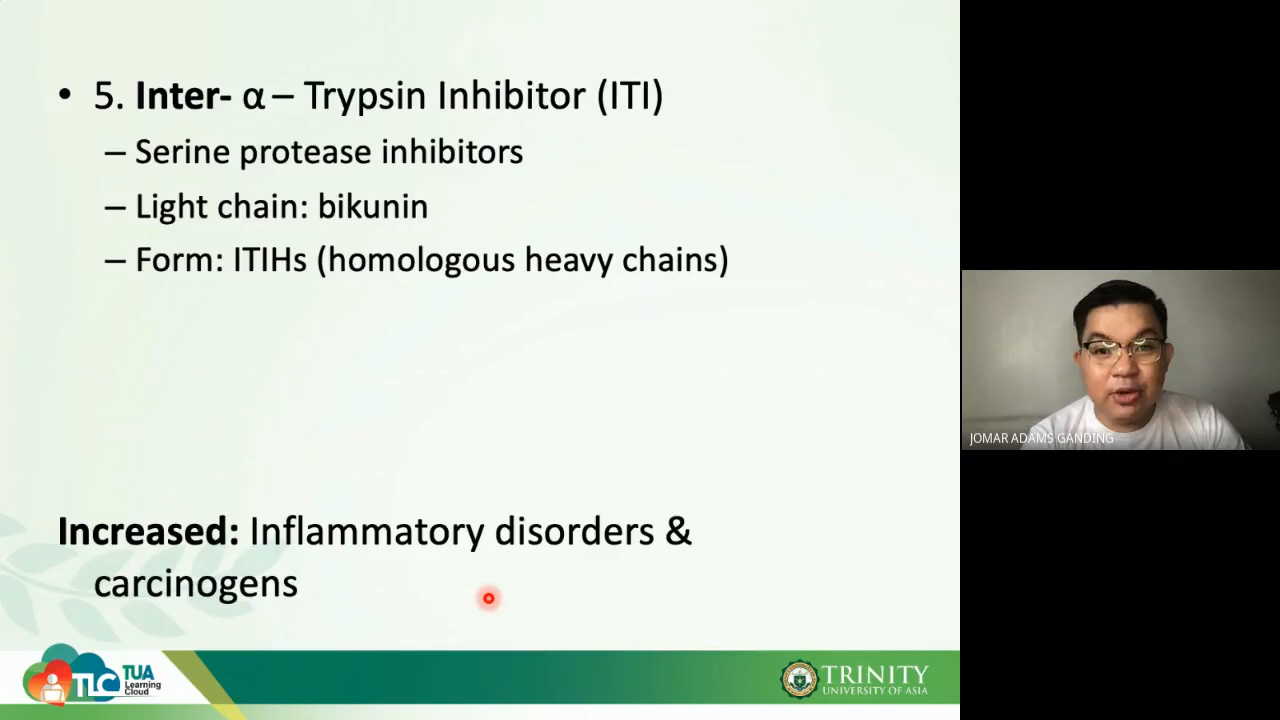 • 5. Inter- α – Trypsin Inhibitor (ITI)
– Serine protease inhibitors
– Light chain: bikunin
– Form: ITIHs (homologous heavy chains)
Increased: Inflammatory disorders &
carcinogens
JOMAR ADAMS GANDING
TLC
TUA
Learning
Cloud
TRINITY
UNIVERSITY OF ASIA